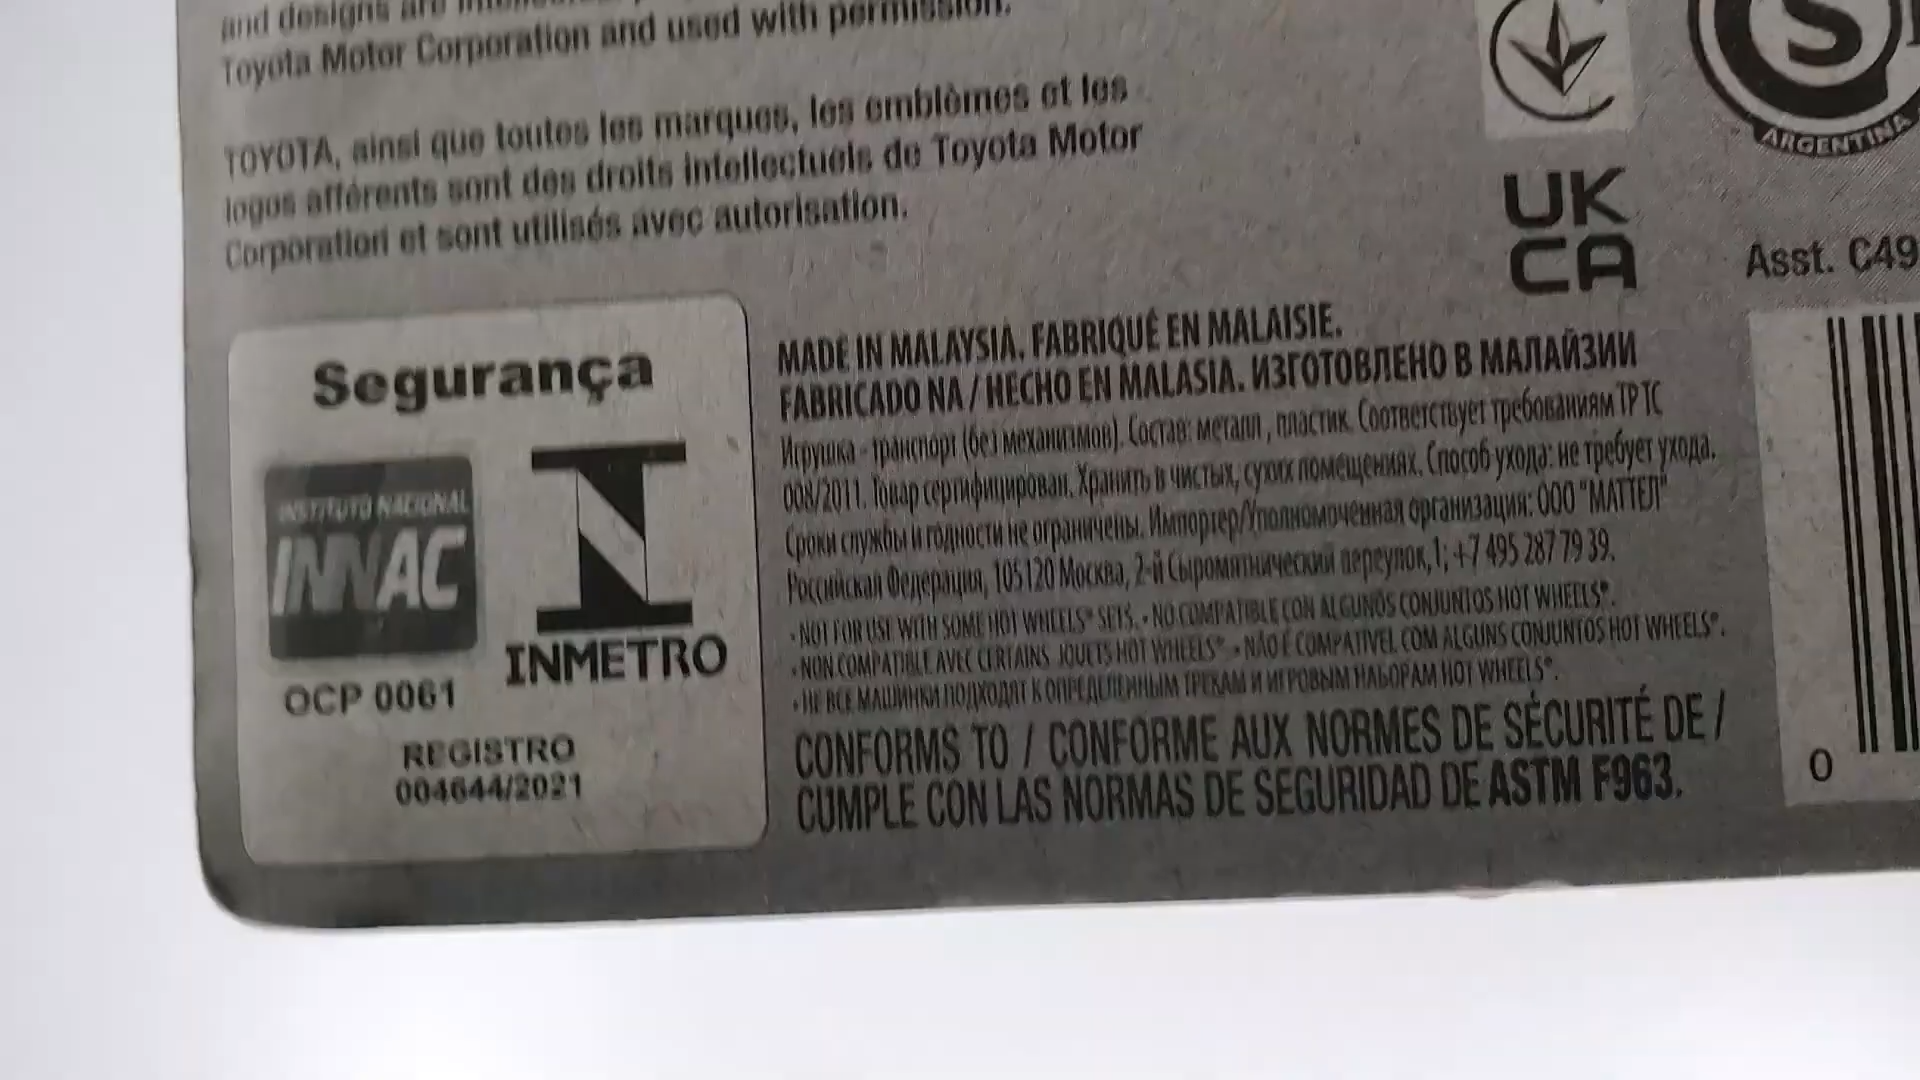 and designs are
Toyota Motor Corporation and used with permission.
TOYOTA, ainsi que toutes les marques, les emblèmes et les
logos afférents sont des droits intellectuels de Toyota Motor
Corporation et sont utilisés avec autorisation.
S
ARGENTINA
UK
CA
Asst. C49
Segurança
INSTITUTO NACIONAL
INNAC
OCP 0061
INMETRO
REGISTRO
004644/2021
MADE IN MALAYSIA. FABRIQUÉ EN MALAISIE.
FABRICADO NA / HECHO EN MALASIA. ИЗГОТОВЛЕНО В МАЛАЙЗИИ
Игрушка - транспорт (без механизмов). Состав: металл, пластик. Соответствует требованиям ТР ТС
008/2011. Товар сертифицирован. Хранить в чистых, сухих помещениях. Способ ухода: не требует ухода.
Сроки службы и годности не ограничены. Импортер/Уполномоченная организация: ООО "МАТТЕЛ"
Российская Федерация, 105120 Москва, 2-й Сыромятнический переулок, 1; +7 495 287 79 39.
• NOT FOR USE WITH SOME HOT WHEELS® SETS. • NO COMPATIBLE CON ALGUNOS CONJUNTOS HOT WHEELS®.
• NON COMPATIBLE AVEC CERTAINS JOUETS HOT WHEELS® • NÃO É COMPATÍVEL COM ALGUNS CONJUNTOS HOT WHEELS®.
• НЕ ВСЕ МАШИНКИ ПОДХОДЯТ К ОПРЕДЕЛЕННЫМ ТРЕКАМ И ИГРОВЫМ НАБОРАМ HOT WHEELS®.
CONFORMS TO / CONFORME AUX NORMES DE SÉCURITÉ DE /
CUMPLE CON LAS NORMAS DE SEGURIDAD DE ASTM F963.
0